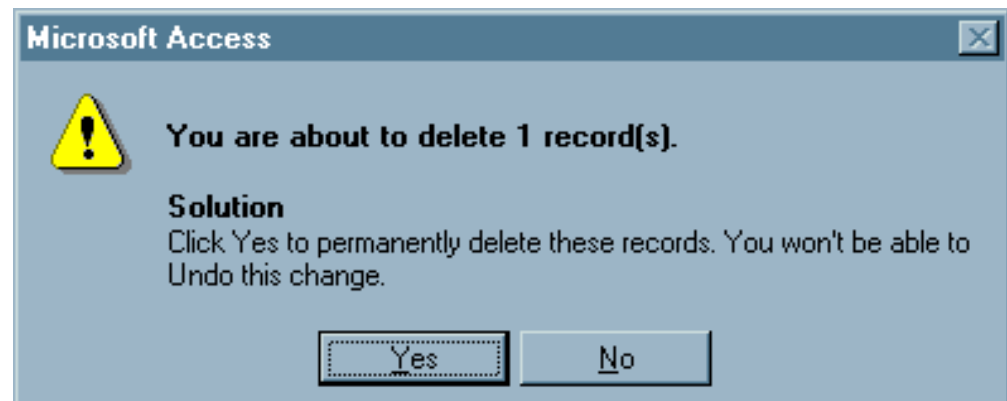 Microsoft Access
You are about to delete 1 record(s).
Solution
Click Yes to permanently delete these records. You won't be able to
Undo this change.
Yes No